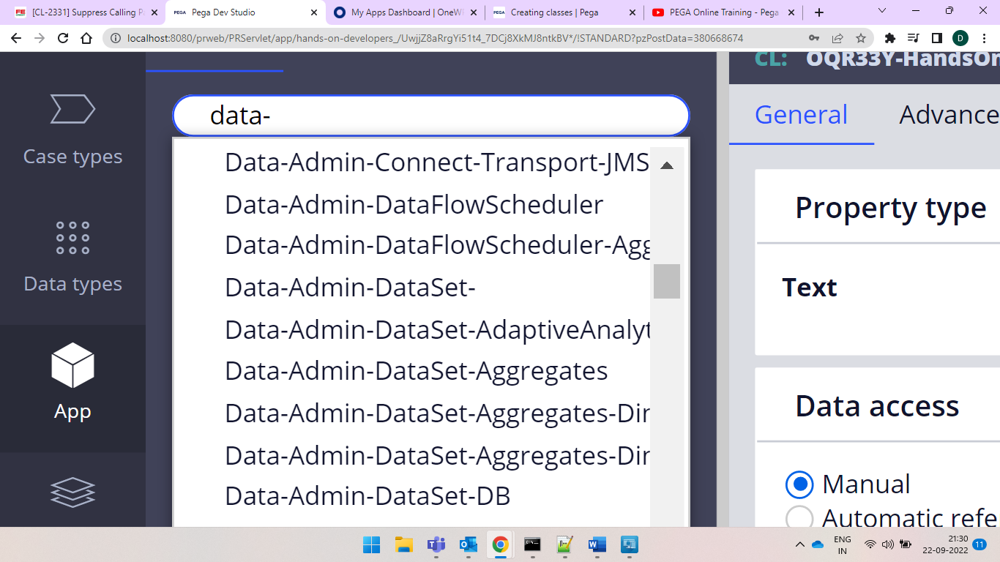 [CL-2331] Suppress Calling Pa
Pega Dev Studio
My Apps Dashboard | OneWi
Creating classes | Pega
PEGA Online Training - Pega
localhost:8080/prweb/PRServlet/app/hands-on-developers_/UwjjZ8aRrgYi51t4_7DCj8XkMJ8ntkBV*/!STANDARD?pzPostData=380668674
D
CL: OQR33Y-HandsOn
data-
General
Advance
Case types
Data types
App
Data-Admin-Connect-Transport-JMS
Data-Admin-DataFlowScheduler
Data-Admin-DataFlowScheduler-Agg
Data-Admin-DataSet-
Data-Admin-DataSet-AdaptiveAnalyt
Data-Admin-DataSet-Aggregates
Data-Admin-DataSet-Aggregates-Dir
Data-Admin-DataSet-Aggregates-Dir
Data-Admin-DataSet-DB
Property type
Text
Data access
Manual
Automatic refe
ENG
IN
21:30
22-09-2022
11